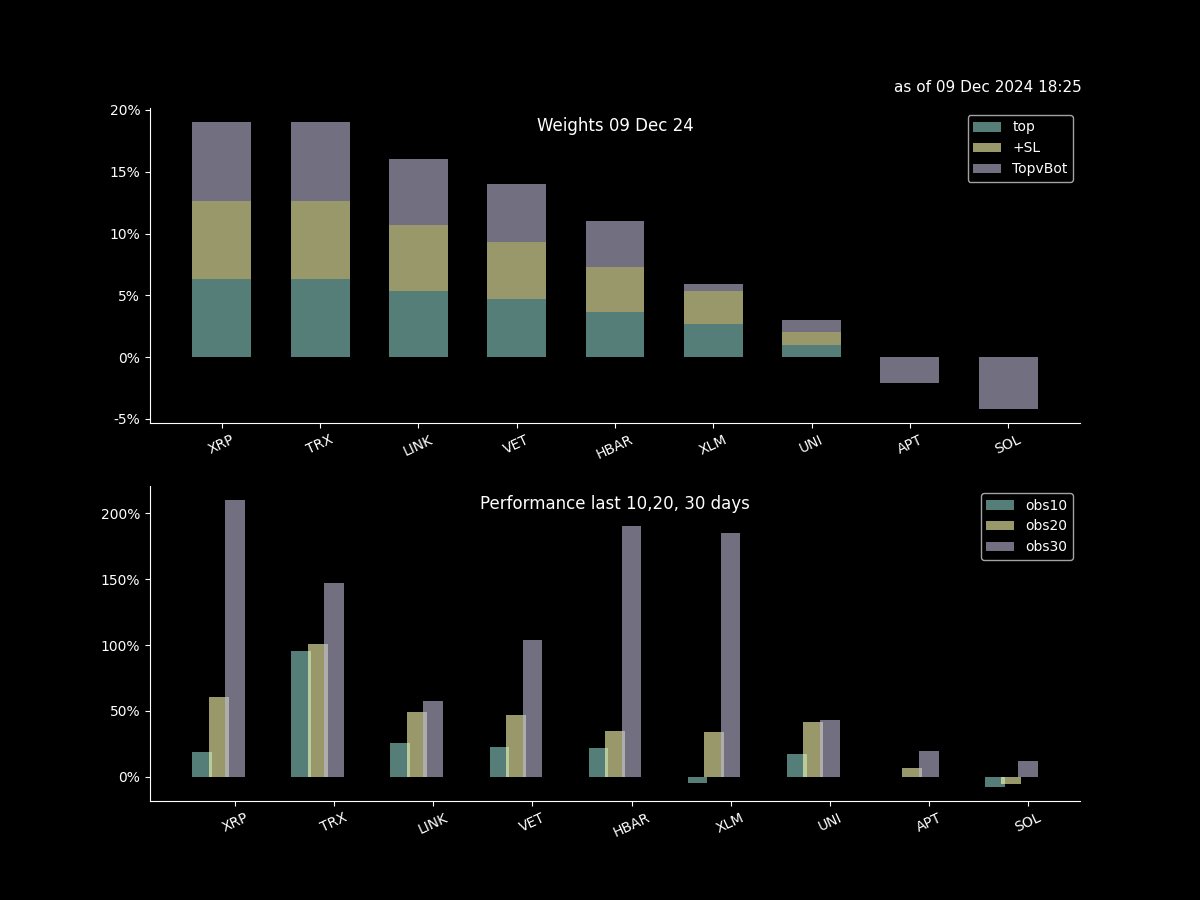 as of 09 Dec 2024 18:25
Weights 09 Dec 24
top
+SL
TopvBot
20%
15%
10%
5%
0%
-5%
XRP TRX LINK VET HBAR XLM UNI APT SOL
Performance last 10,20, 30 days
obs10
obs20
obs30
200%
150%
100%
50%
0%
XRP TRX LINK VET HBAR XLM UNI APT SOL